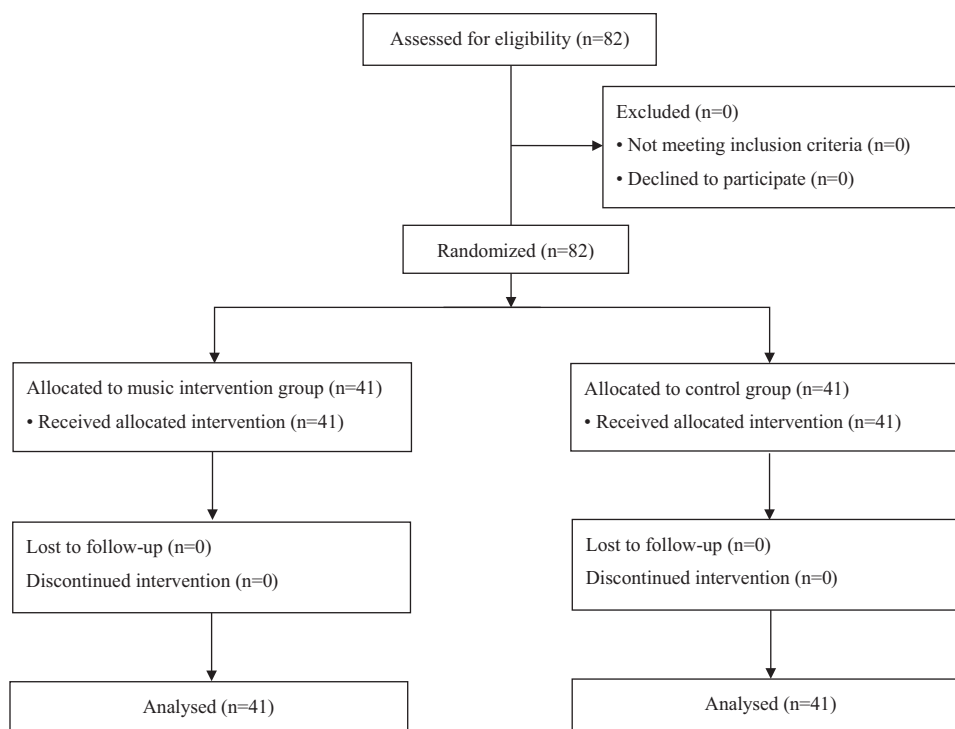 Assessed for eligibility (n=82)
Excluded (n=0)
• Not meeting inclusion criteria (n=0)
• Declined to participate (n=0)
Randomized (n=82)
Allocated to music intervention group (n=41)
• Received allocated intervention (n=41)
Allocated to control group (n=41)
• Received allocated intervention (n=41)
Lost to follow-up (n=0)
Discontinued intervention (n=0)
Lost to follow-up (n=0)
Discontinued intervention (n=0)
Analysed (n=41)
Analysed (n=41)